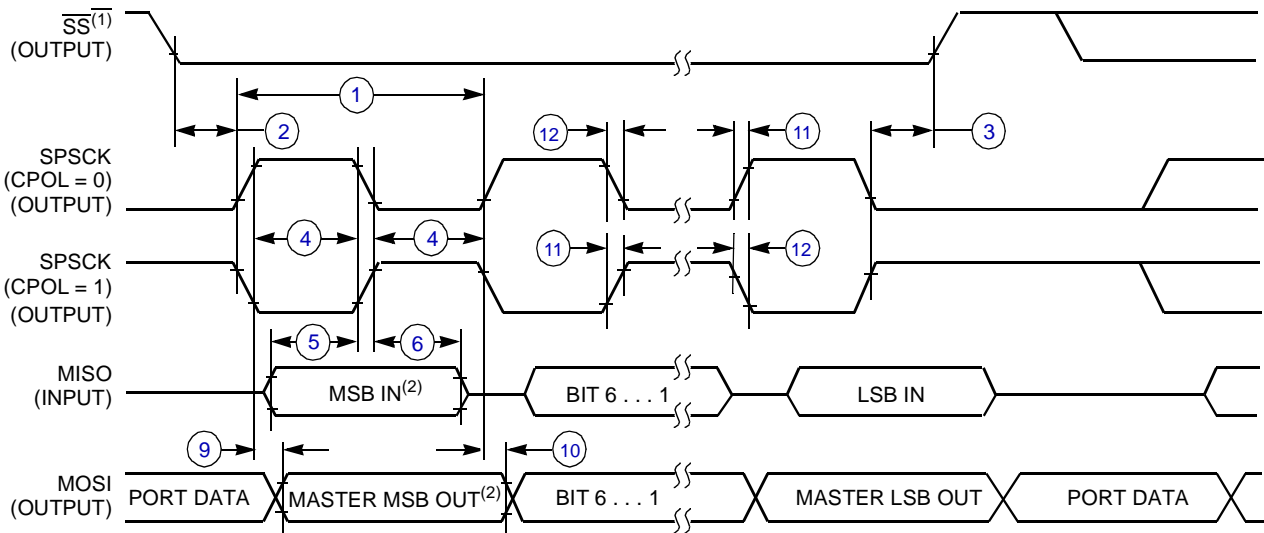 SS(1)
(OUTPUT)
1
2
12
11
3
SPSCK
(CPOL = 0)
(OUTPUT)
4
4
11
12
SPSCK
(CPOL = 1)
(OUTPUT)
5
6
MISO
(INPUT)
MSB IN(2)
BIT 6 . . . 1
LSB IN
9
10
MOSI
(OUTPUT)
PORT DATA
MASTER MSB OUT(2)
BIT 6 . . . 1
MASTER LSB OUT
PORT DATA